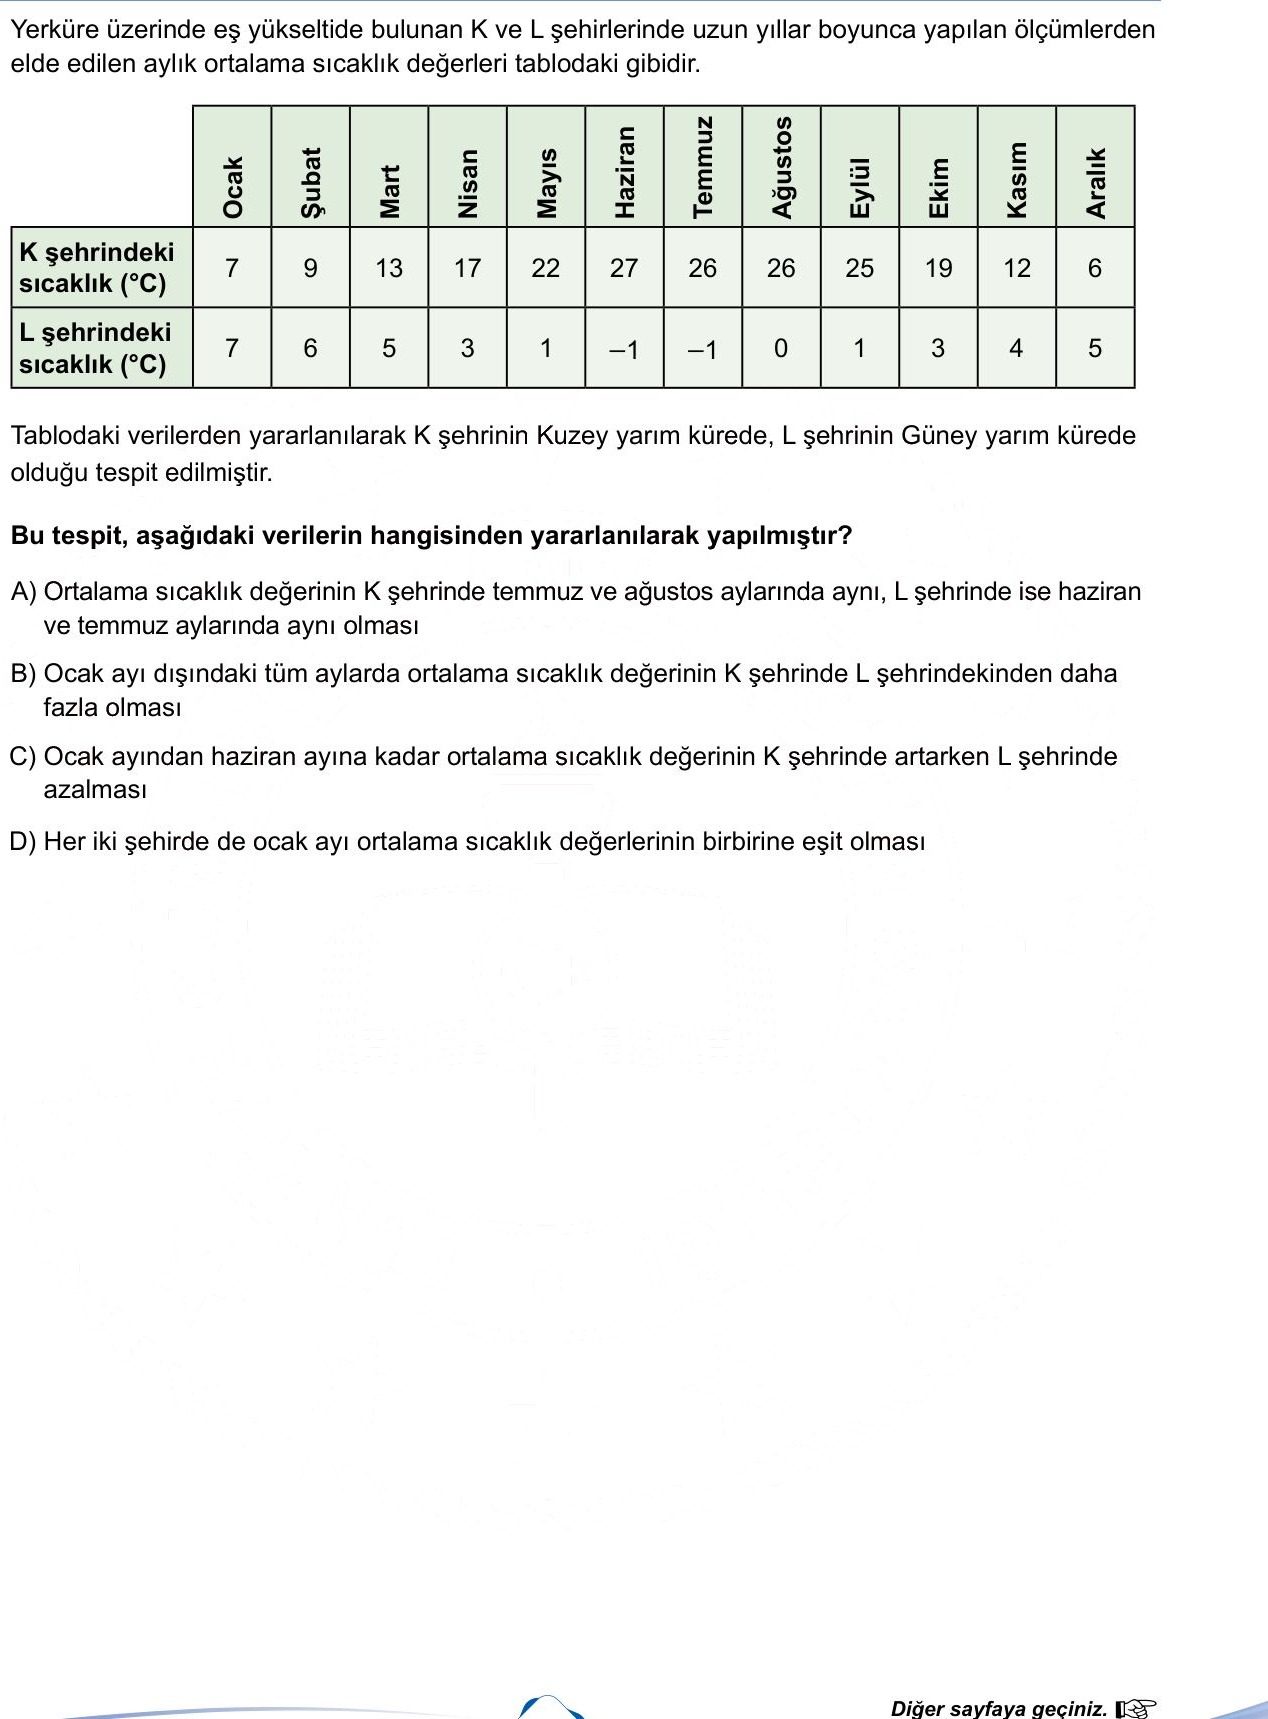 Yerküre üzerinde eş yükseltide bulunan K ve L şehirlerinde uzun yıllar boyunca yapılan ölçümlerden
elde edilen aylık ortalama sıcaklık değerleri tablodaki gibidir.
Ocak Şubat Mart Nisan Mayıs Haziran Temmuz Ağustos Eylül Ekim Kasım Aralık
K şehrindeki
sıcaklık (°C) 7 9 13 17 22 27 26 26 25 19 12 6
L şehrindeki
sıcaklık (°C) 7 6 5 3 1 –1 –1 0 1 3 4 5
Tablodaki verilerden yararlanılarak K şehrinin Kuzey yarım kürede, L şehrinin Güney yarım kürede
olduğu tespit edilmiştir.
Bu tespit, aşağıdaki verilerin hangisinden yararlanılarak yapılmıştır?
A) Ortalama sıcaklık değerinin K şehrinde temmuz ve ağustos aylarında aynı, L şehrinde ise haziran
ve temmuz aylarında aynı olması
B) Ocak ayı dışındaki tüm aylarda ortalama sıcaklık değerinin K şehrinde L şehrindekinden daha
fazla olması
C) Ocak ayından haziran ayına kadar ortalama sıcaklık değerinin K şehrinde artarken L şehrinde
azalması
D) Her iki şehirde de ocak ayı ortalama sıcaklık değerlerinin birbirine eşit olması
Diğer sayfaya geçiniz.